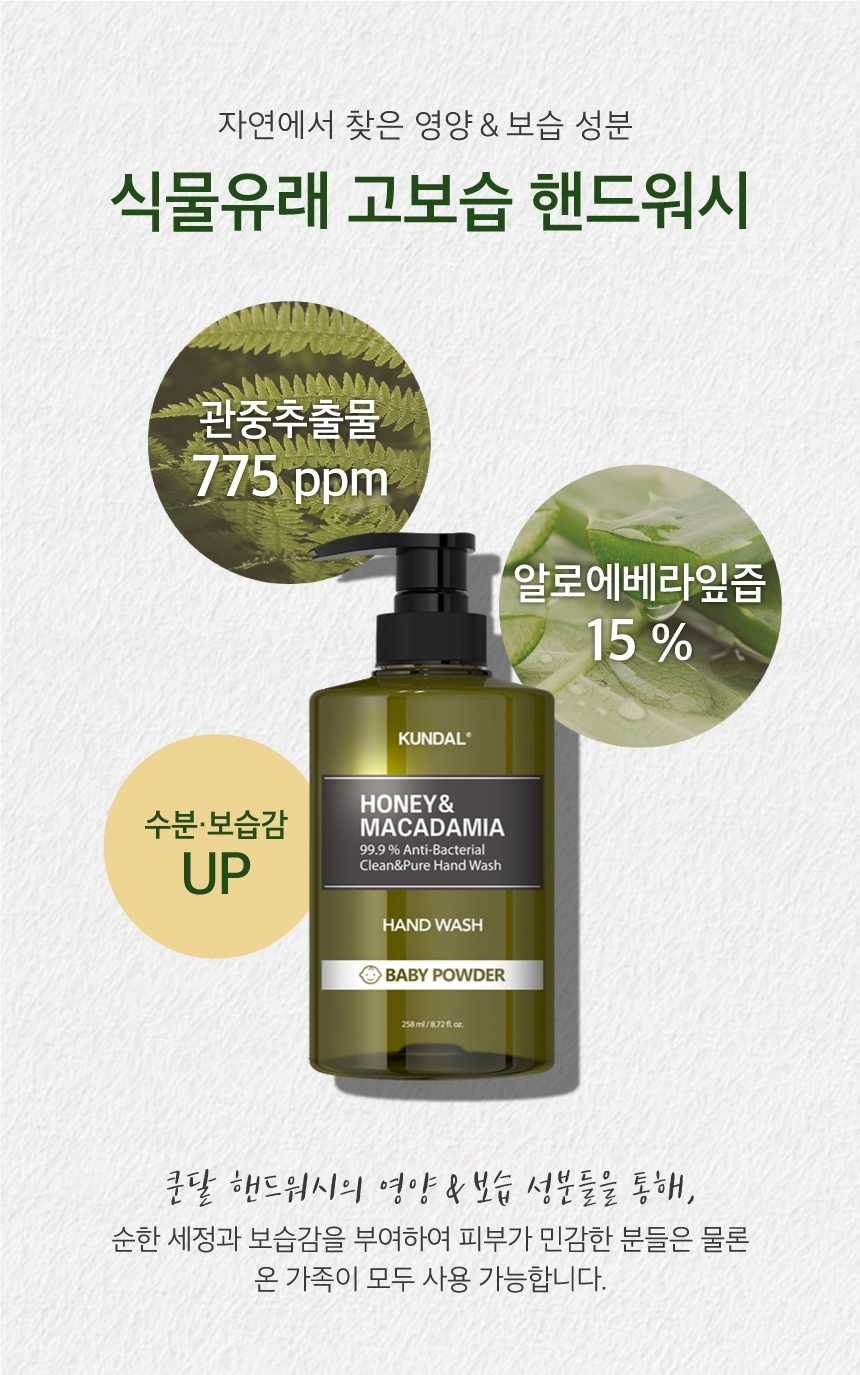 자연에서 찾은 영양 & 보습 성분
식물유래 고보습 핸드워시
관중추출물
775 ppm
알로에베라잎즙
15 %
수분·보습감
UP
KUNDAL®
HONEY&
MACADAMIA
99.9 % Anti-Bacterial
Clean&Pure Hand Wash
HAND WASH
BABY POWDER
258 ml / 8.72 fl. oz.
쿤달 핸드워시의 영양 & 보습 성분들을 통해,
순한 세정과 보습감을 부여하여 피부가 민감한 분들은 물론
온 가족이 모두 사용 가능합니다.